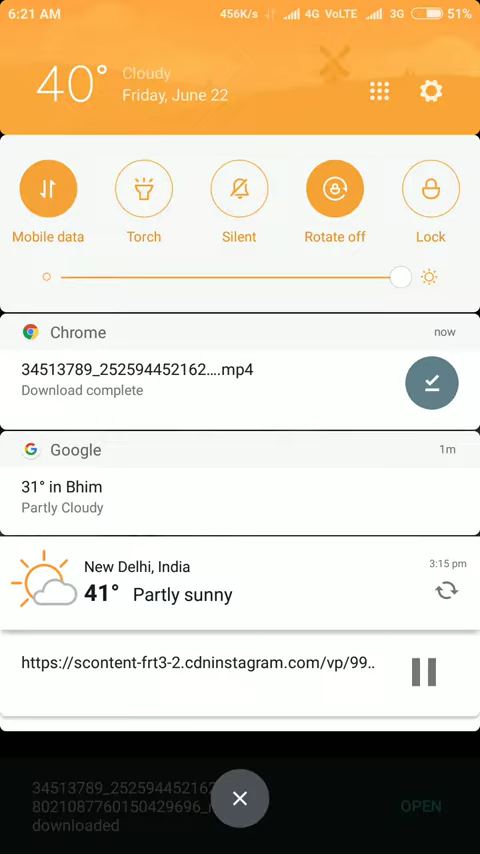 6:21 AM 456K/s 4G VoLTE 3G 51%
40° Cloudy
Friday, June 22
Mobile data Torch Silent Rotate off Lock
Chrome now
34513789_252594452162....mp4
Download complete
Google 1m
31° in Bhim
Partly Cloudy
New Delhi, India 3:15 pm
41° Partly sunny
https://scontent-frt3-2.cdninstagram.com/vp/99..
34513789_252594452162
8021087760150429696_
downloaded
OPEN